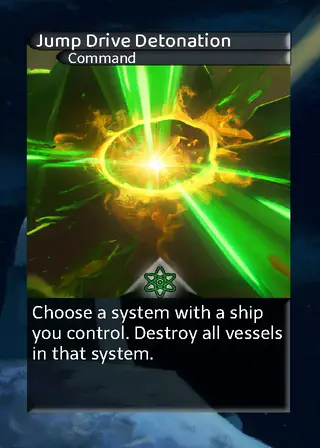 Jump Drive Detonation
Command
Choose a system with a ship
you control. Destroy all vessels
in that system.